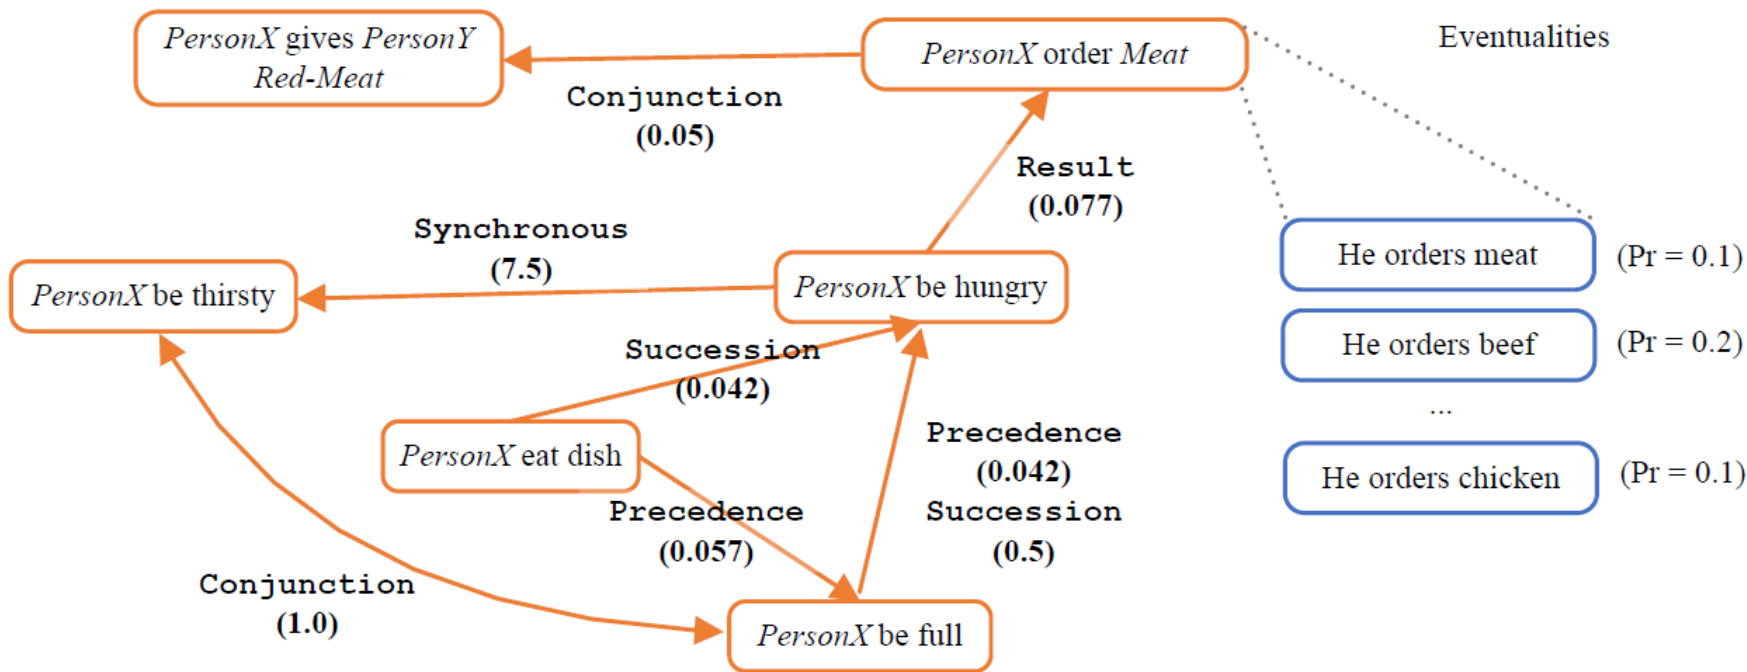 PersonX gives PersonY
Red-Meat
PersonX order Meat
Eventualities
Conjunction
(0.05)
Result
(0.077)
Synchronous
(7.5)
He orders meat
(Pr = 0.1)
PersonX be thirsty
PersonX be hungry
He orders beef
(Pr = 0.2)
Succession
(0.042)
...
PersonX eat dish
Precedence
(0.042)
He orders chicken
(Pr = 0.1)
Precedence
(0.057)
Succession
(0.5)
Conjunction
(1.0)
PersonX be full